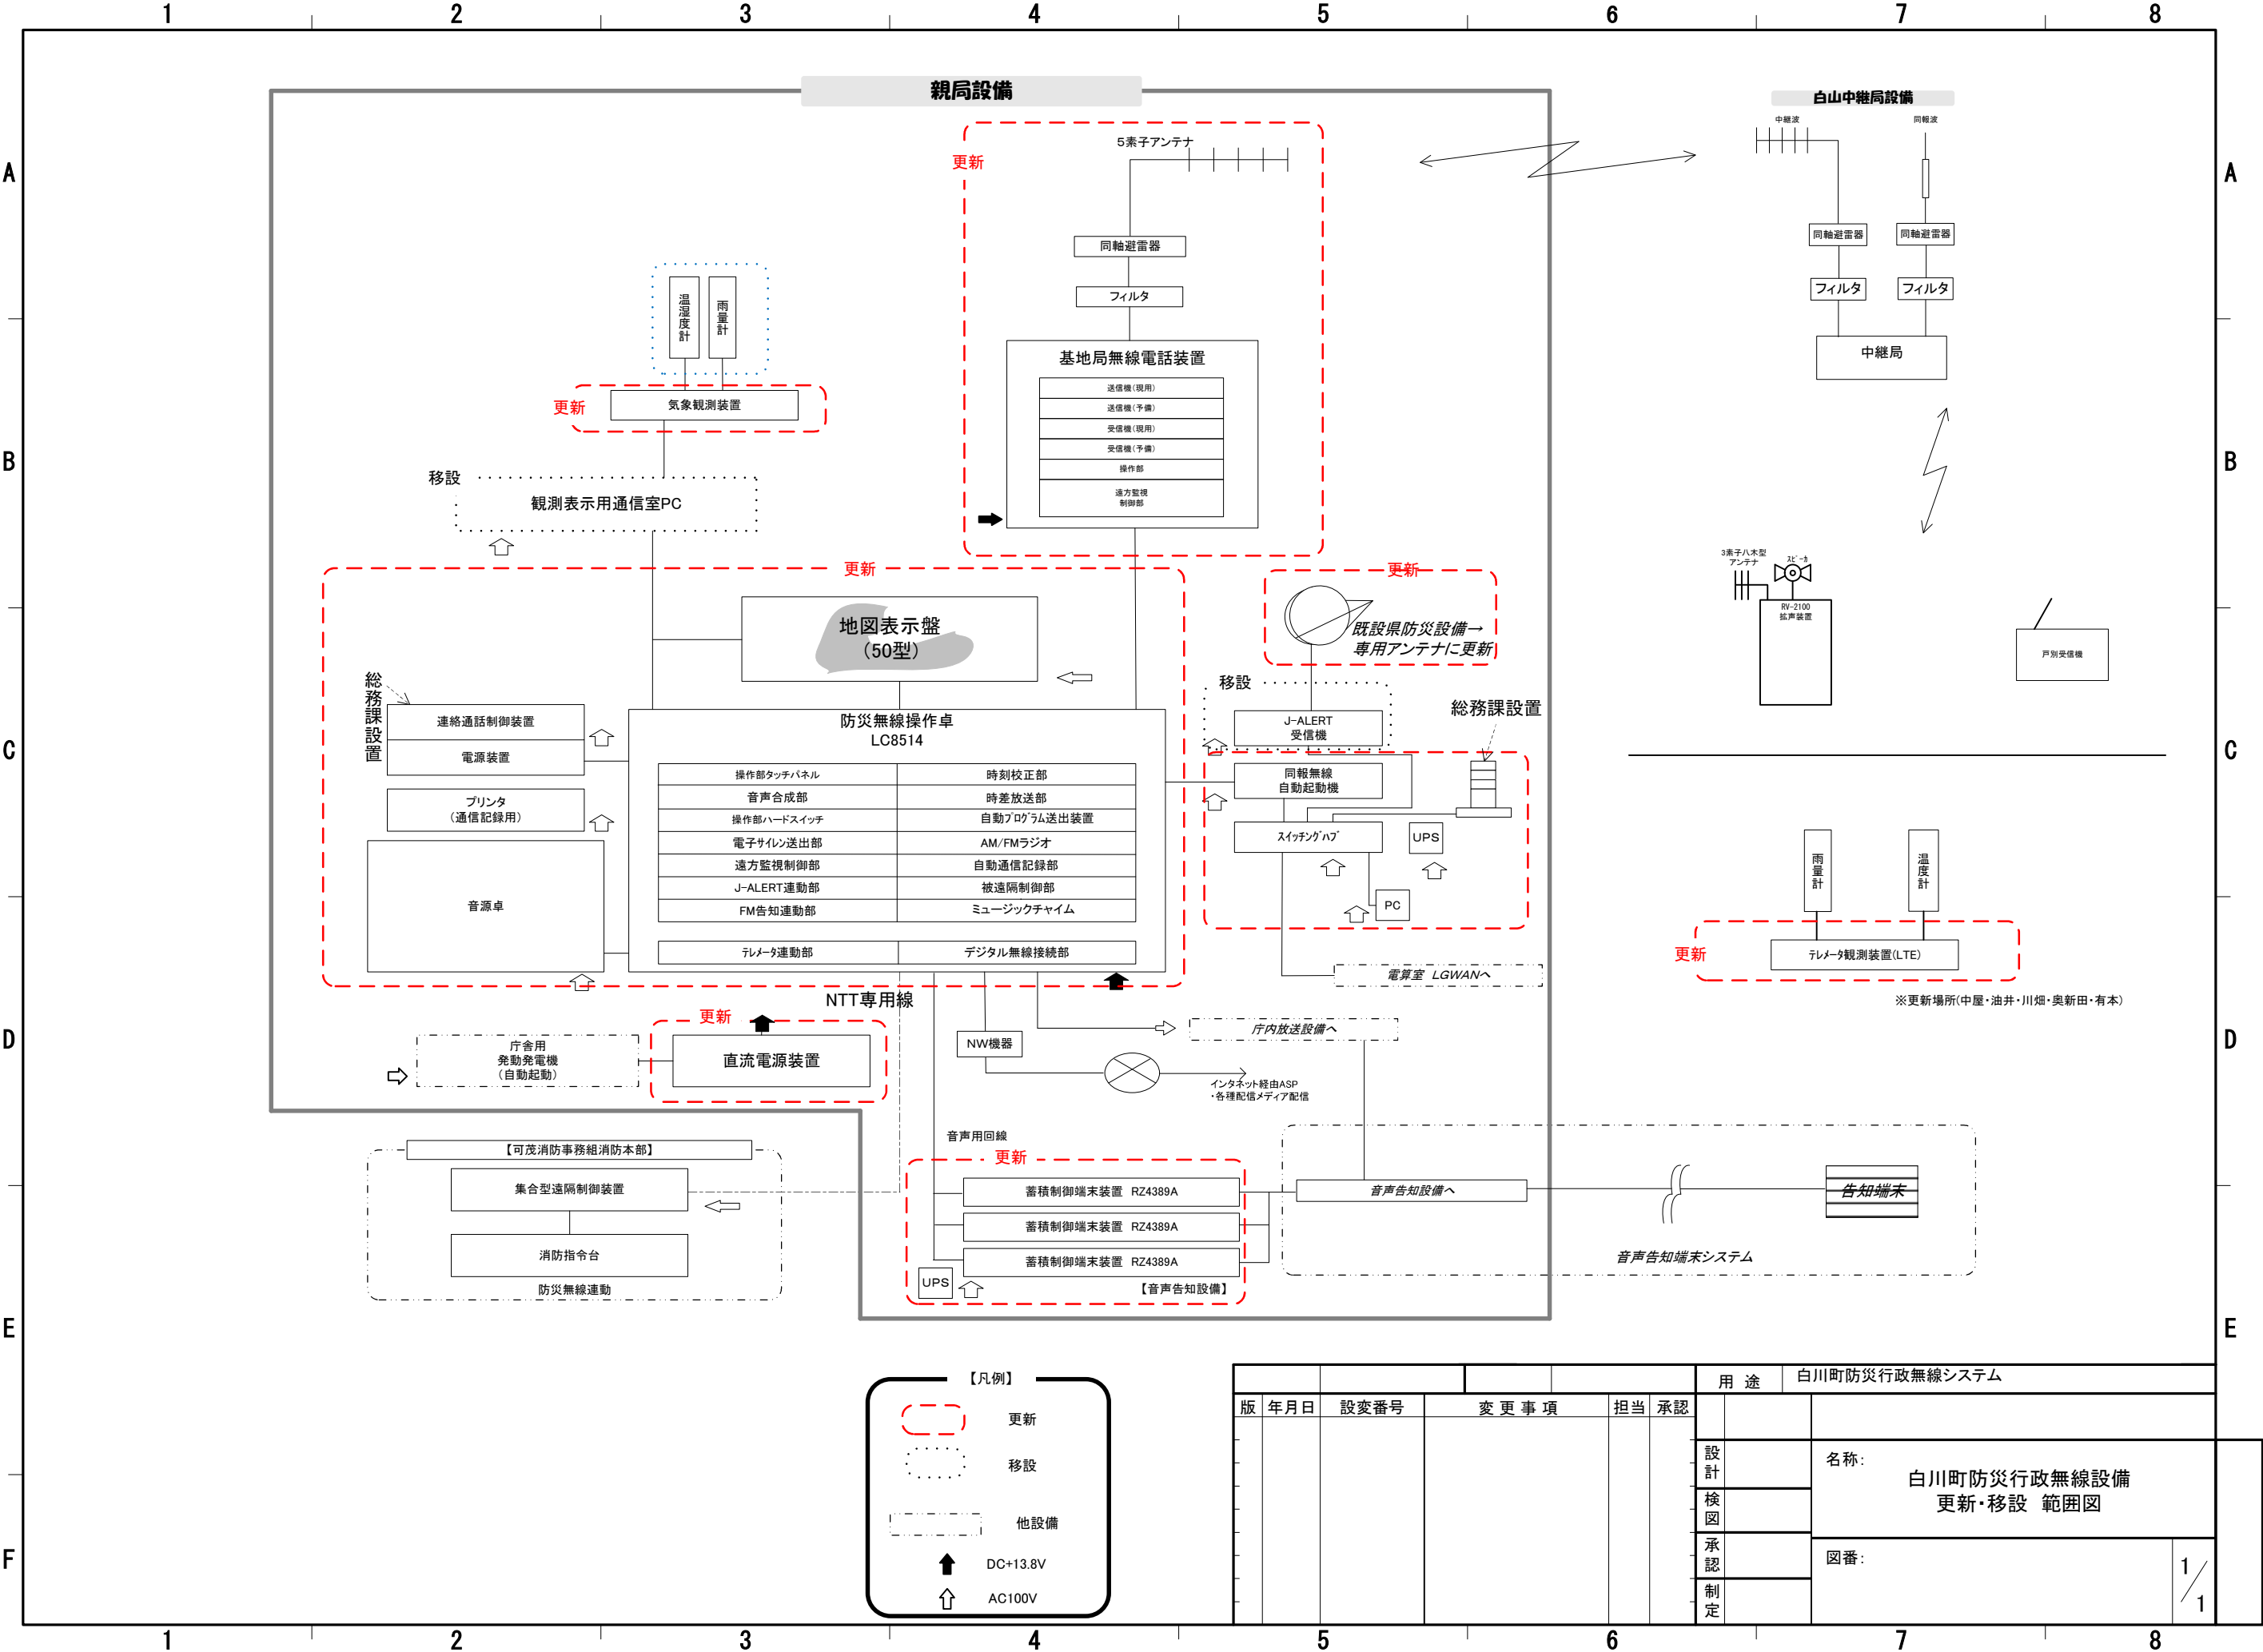 1 2 3 4 5 6 7 8
A
B
C
D
E
F
親局設備
更新
5素子アンテナ
同軸避雷器
フィルタ
基地局無線電話装置
送信機(現用)
送信機(予備)
受信機(現用)
受信機(予備)
操作部
遠方監視
制御部
温湿度計
雨量計
更新
気象観測装置
移設
観測表示用通信室PC
更新
地図表示盤
(50型)
総務課設置
連絡通話制御装置
電源装置
プリンタ
(通信記録用)
音源卓
防災無線操作卓
LC8514
操作部タッチパネル 時刻校正部
音声合成部 時差放送部
操作部ハードスイッチ 自動プログラム送出装置
電子サイレン送出部 AM/FMラジオ
遠方監視制御部 自動通信記録部
J-ALERT連動部 被遠隔制御部
FM告知連動部 ミュージックチャイム
テレメータ連動部 デジタル無線接続部
更新
既設県防災設備→
専用アンテナに更新
移設
J-ALERT
受信機
総務課設置
同報無線
自動起動機
スイッチングハブ
UPS
PC
電算室 LGWANへ
NTT専用線
更新
直流電源装置
庁舎用
発動発電機
(自動起動)
NW機器
庁内放送設備へ
インタネット経由ASP
・各種配信メディア配信
【可茂消防事務組消防本部】
集合型遠隔制御装置
消防指令台
防災無線連動
音声用回線
更新
蓄積制御端末装置 RZ4389A
蓄積制御端末装置 RZ4389A
蓄積制御端末装置 RZ4389A
UPS
【音声告知設備】
音声告知設備へ
告知端末
音声告知端末システム
白山中継局設備
中継波
同報波
同軸避雷器
同軸避雷器
フィルタ
フィルタ
中継局
3素子八木型
アンテナ
スピーカ
RV-2100
拡声装置
戸別受信機
雨量計
温度計
更新
テレメータ観測装置(LTE)
※更新場所(中屋・油井・川畑・奥新田・有本)
【凡例】
更新
移設
他設備
DC+13.8V
AC100V
版 年月日 設変番号 変更事項 担当 承認
用途 白川町防災行政無線システム
設計
検図
承認
制定
名称:
白川町防災行政無線設備
更新・移設 範囲図
図番:
1/1
A
B
C
D
E
1 2 3 4 5 6 7 8